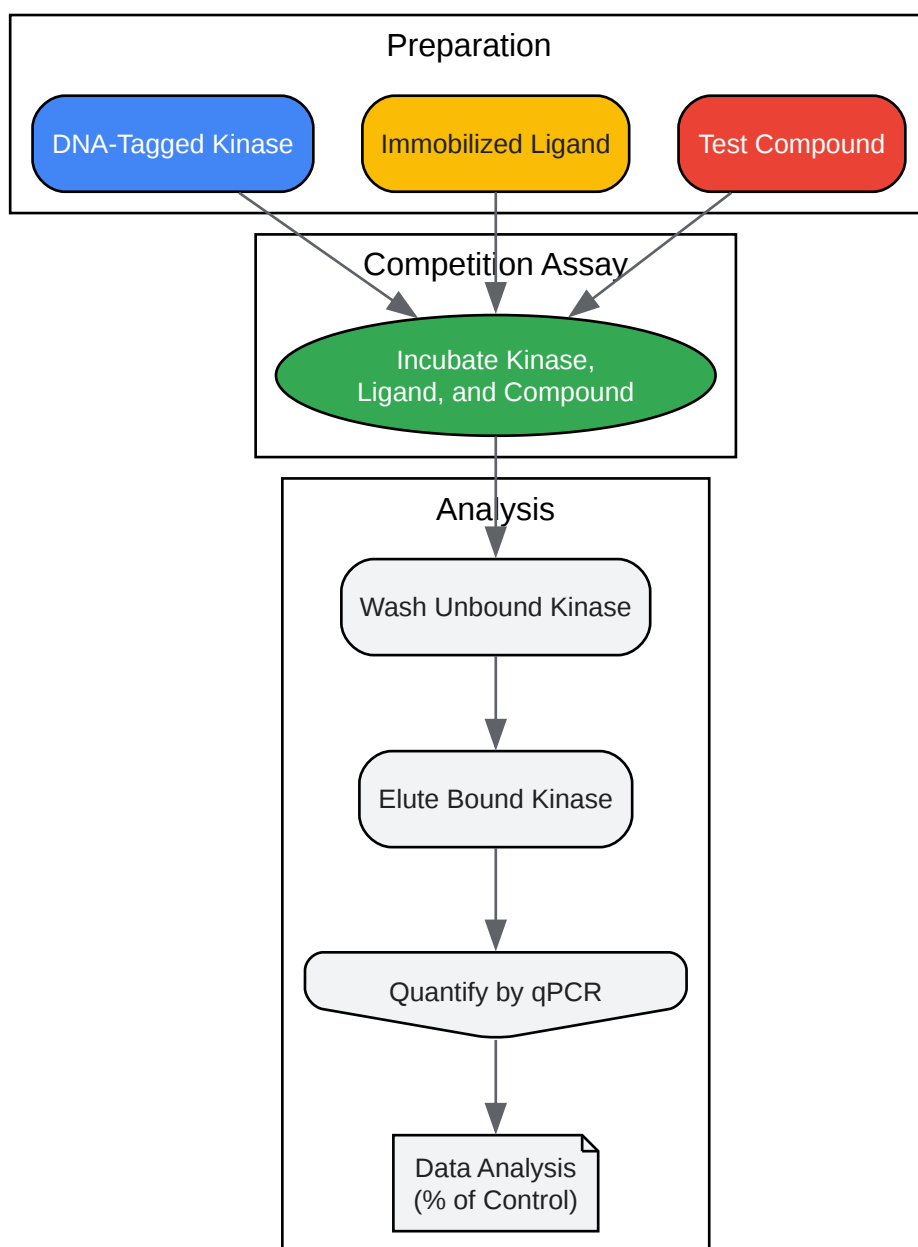 Preparation
DNA-Tagged Kinase
Immobilized Ligand
Test Compound
Competition Assay
Incubate Kinase,
Ligand, and Compound
Analysis
Wash Unbound Kinase
Elute Bound Kinase
Quantify by qPCR
Data Analysis
(% of Control)